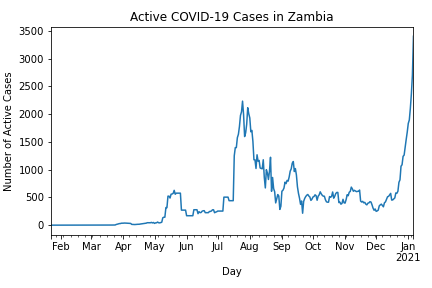 Active COVID-19 Cases in Zambia
Number of Active Cases
3500
3000
2500
2000
1500
1000
500
0
Feb Mar Apr May Jun Jul Aug Sep Oct Nov Dec Jan
2021
Day